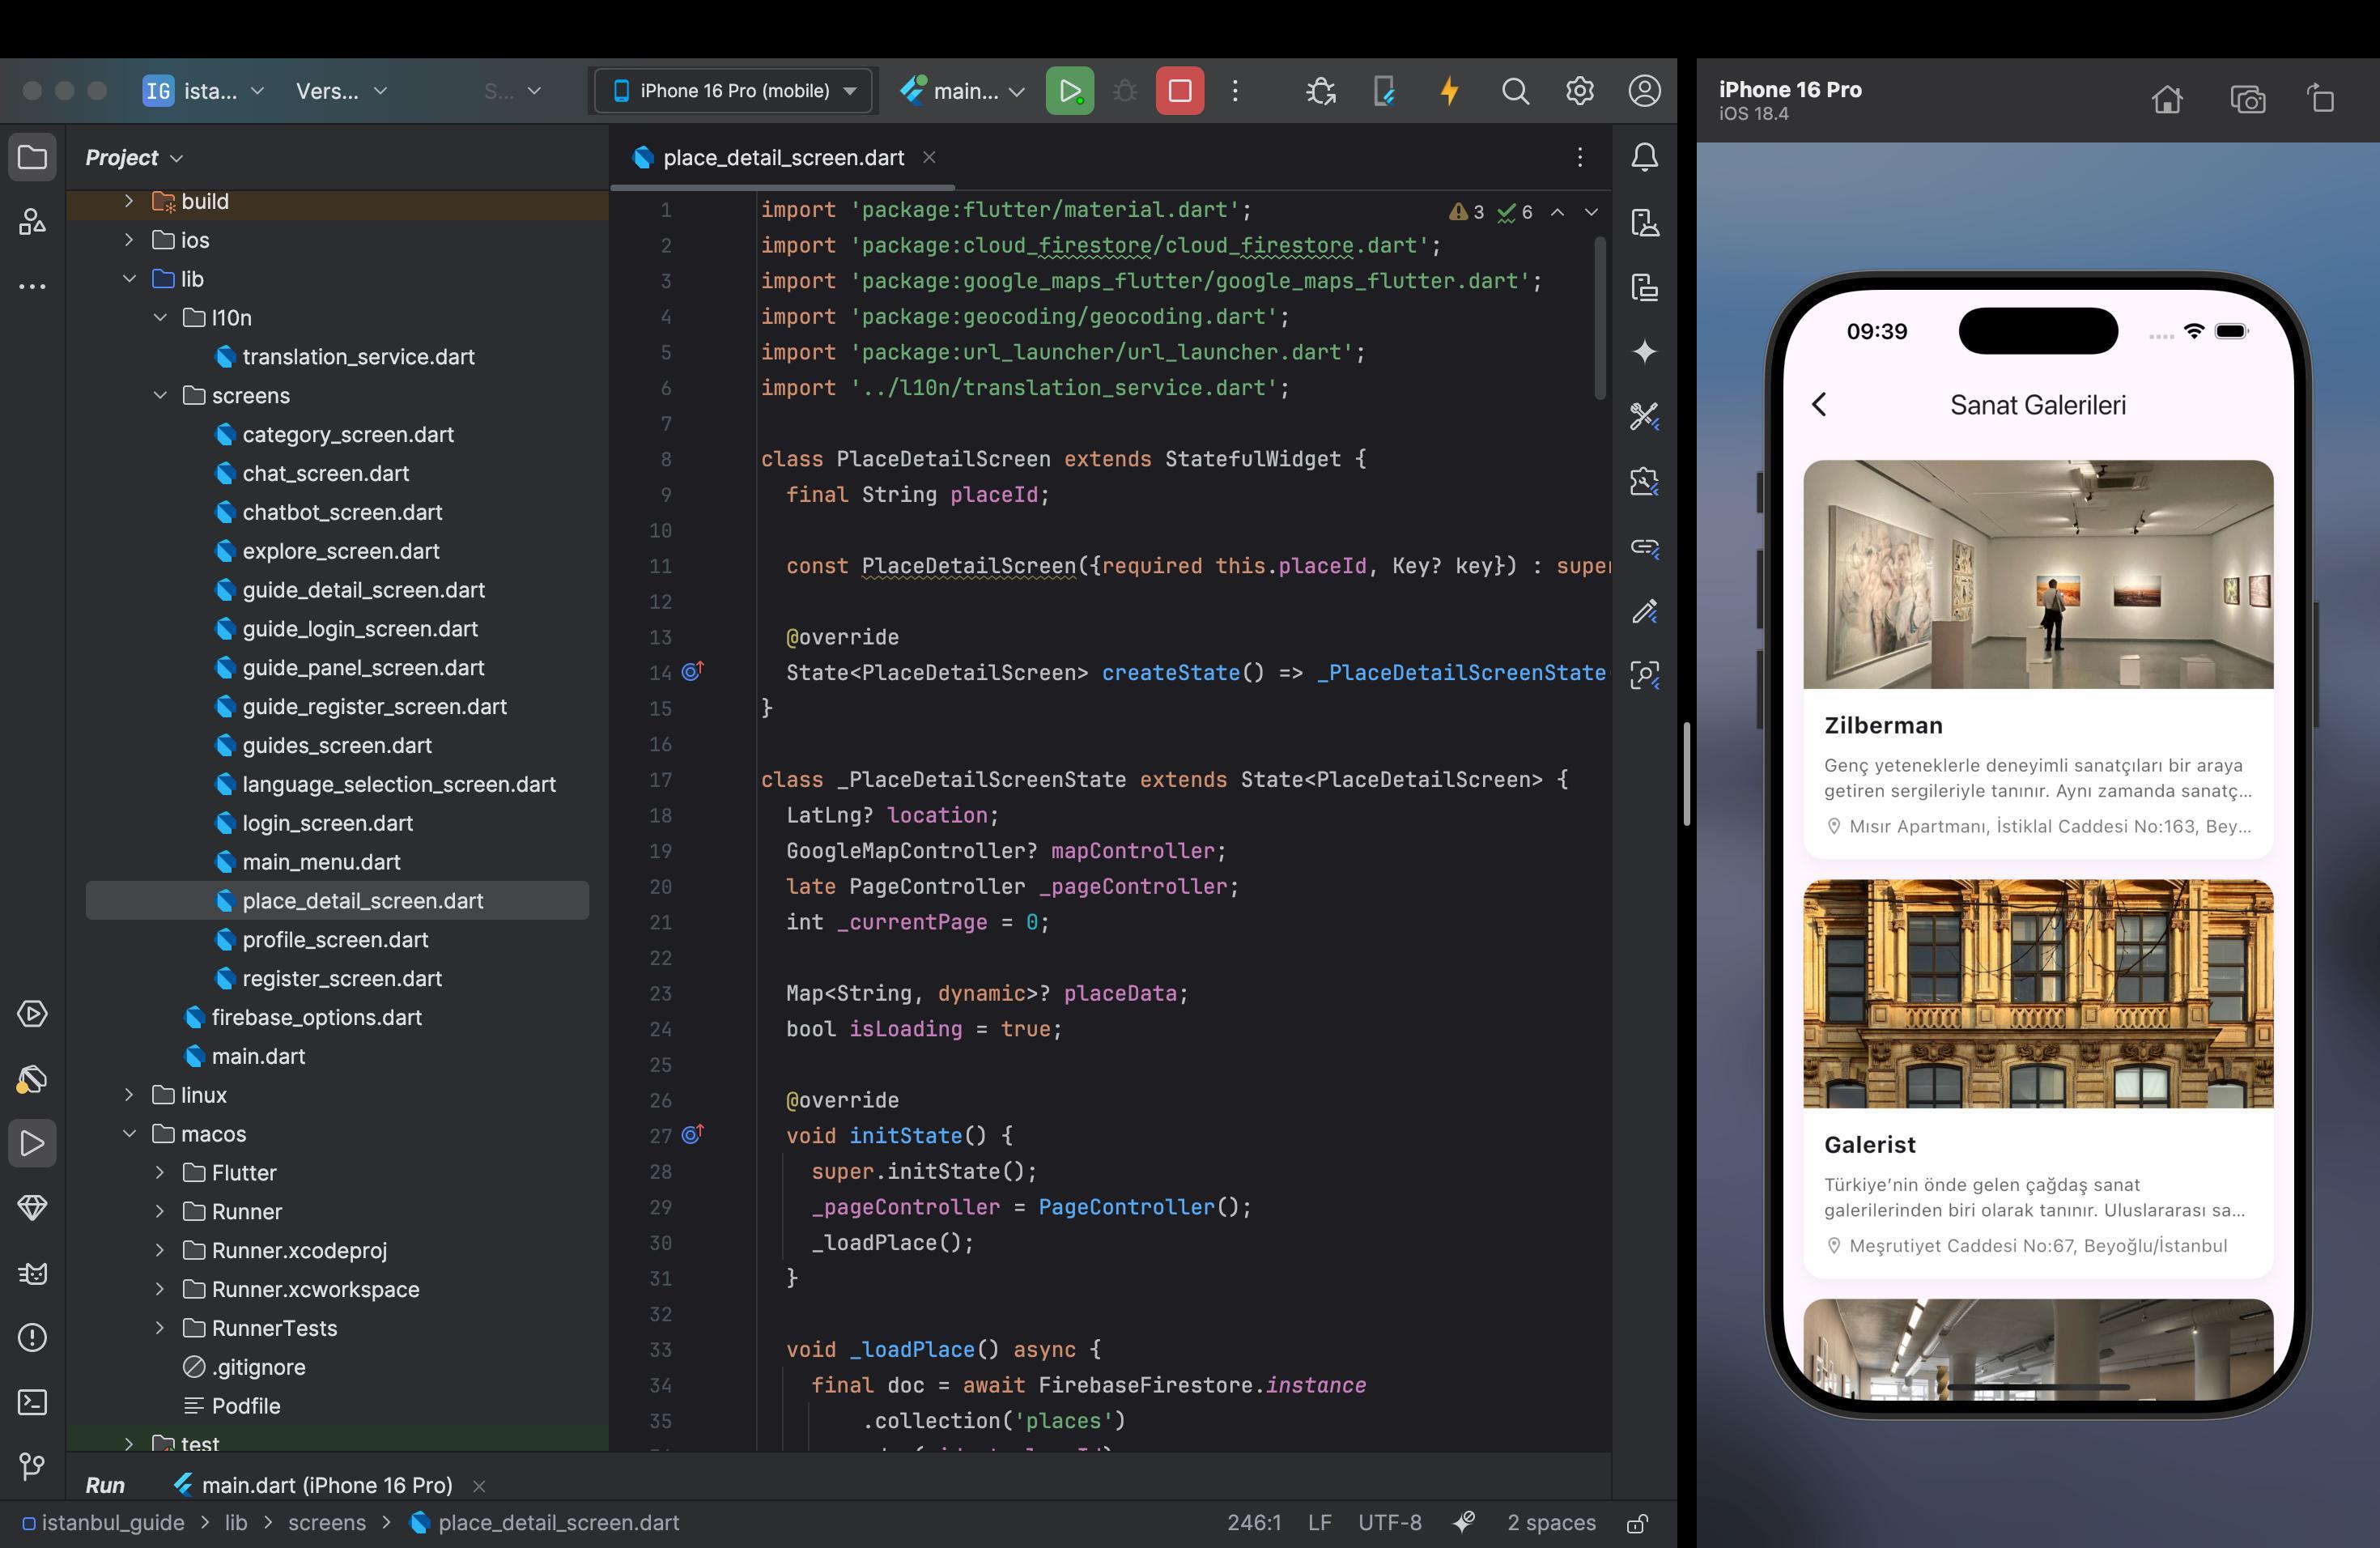 IG ista...
Vers...
S...
iPhone 16 Pro (mobile)
main...
Project
build
ios
lib
l10n
translation_service.dart
screens
category_screen.dart
chat_screen.dart
chatbot_screen.dart
explore_screen.dart
guide_detail_screen.dart
guide_login_screen.dart
guide_panel_screen.dart
guide_register_screen.dart
guides_screen.dart
language_selection_screen.dart
login_screen.dart
main_menu.dart
place_detail_screen.dart
profile_screen.dart
register_screen.dart
firebase_options.dart
main.dart
linux
macos
Flutter
Runner
Runner.xcodeproj
Runner.xcworkspace
RunnerTests
.gitignore
Podfile
test
place_detail_screen.dart
3 6
1 import 'package:flutter/material.dart';
2 import 'package:cloud_firestore/cloud_firestore.dart';
3 import 'package:google_maps_flutter/google_maps_flutter.dart';
4 import 'package:geocoding/geocoding.dart';
5 import 'package:url_launcher/url_launcher.dart';
6 import '../l10n/translation_service.dart';
7
8 class PlaceDetailScreen extends StatefulWidget {
9 final String placeId;
10
11 const PlaceDetailScreen({required this.placeId, Key? key}) : super
12
13 @override
14 State<PlaceDetailScreen> createState() => _PlaceDetailScreenState
15 }
16
17 class _PlaceDetailScreenState extends State<PlaceDetailScreen> {
18 LatLng? location;
19 GoogleMapController? mapController;
20 late PageController _pageController;
21 int _currentPage = 0;
22
23 Map<String, dynamic>? placeData;
24 bool isLoading = true;
25
26 @override
27 void initState() {
28 super.initState();
29 _pageController = PageController();
30 _loadPlace();
31 }
32
33 void _loadPlace() async {
34 final doc = await FirebaseFirestore.instance
35 .collection('places')
Run
main.dart (iPhone 16 Pro)
istanbul_guide > lib > screens > place_detail_screen.dart
246:1 LF UTF-8 2 spaces
iPhone 16 Pro
iOS 18.4
09:39
Sanat Galerileri
Zilberman
Genç yeteneklerle deneyimli sanatçıları bir araya
getiren sergileriyle tanınır. Aynı zamanda sanatç...
Mısır Apartmanı, İstiklal Caddesi No:163, Bey...
Galerist
Türkiye'nin önde gelen çağdaş sanat
galerilerinden biri olarak tanınır. Uluslararası sa...
Meşrutiyet Caddesi No:67, Beyoğlu/İstanbul